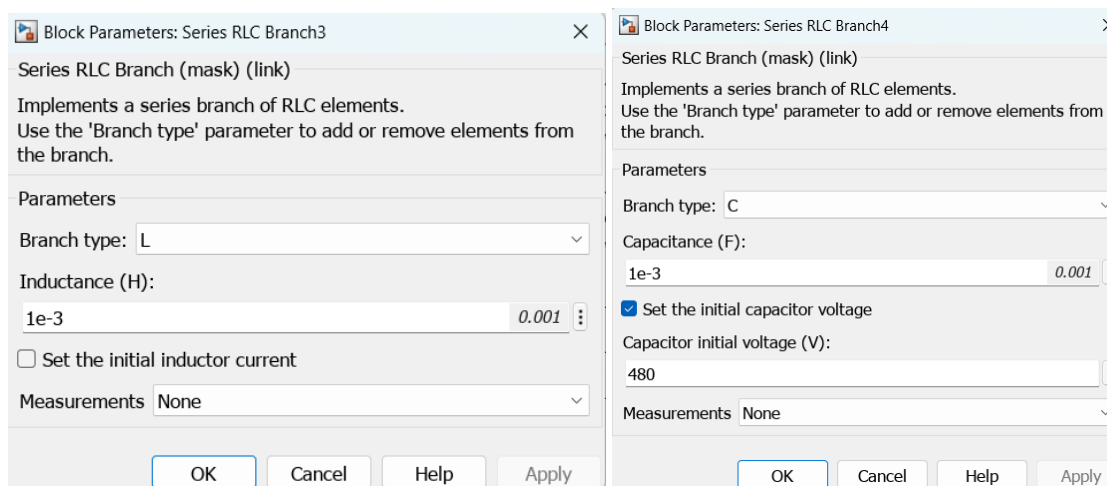 Block Parameters: Series RLC Branch3
Series RLC Branch (mask) (link)
Implements a series branch of RLC elements.
Use the 'Branch type' parameter to add or remove elements from
the branch.
Parameters
Branch type: L
Inductance (H):
1e-3 0.001
Set the initial inductor current
Measurements None
OK Cancel Help Apply
Block Parameters: Series RLC Branch4
Series RLC Branch (mask) (link)
Implements a series branch of RLC elements.
Use the 'Branch type' parameter to add or remove elements from
the branch.
Parameters
Branch type: C
Capacitance (F):
1e-3 0.001
Set the initial capacitor voltage
Capacitor initial voltage (V):
480
Measurements None
OK Cancel Help Apply